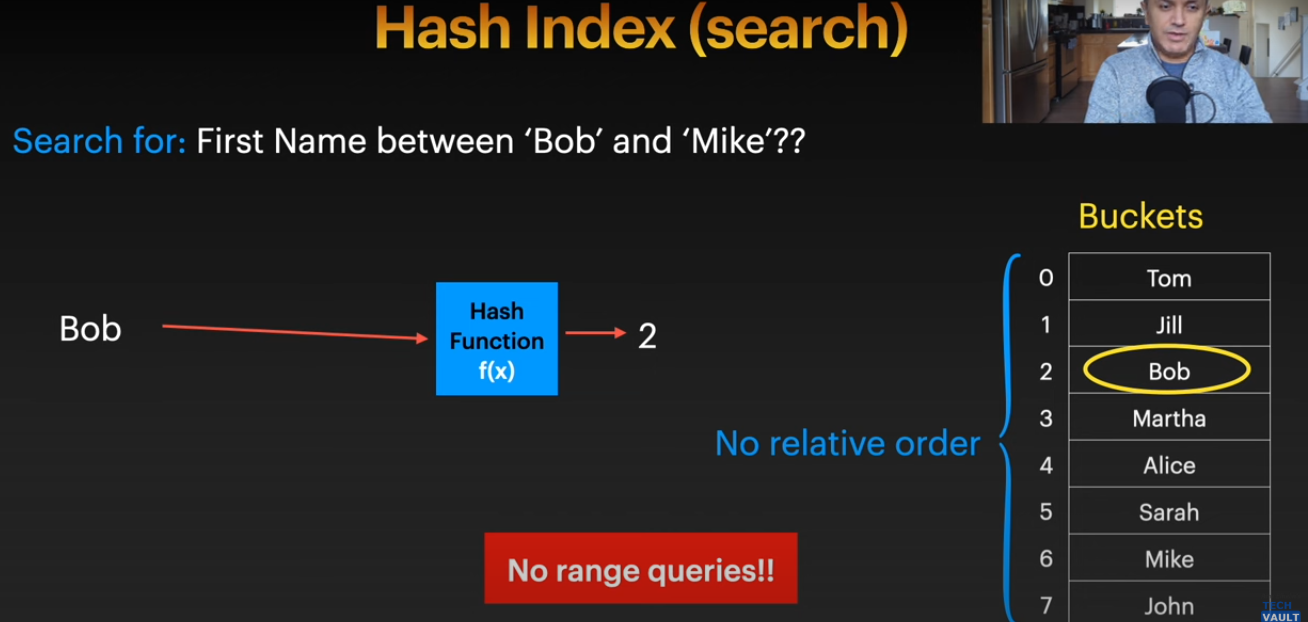 Hash Index (search)
Search for: First Name between ‘Bob’ and ‘Mike’??
Buckets
Bob
Hash
Function
f(x)
2
No relative order
0 Tom
1 Jill
2 Bob
3 Martha
4 Alice
5 Sarah
6 Mike
7 John
No range queries!!
TECH
VAULT